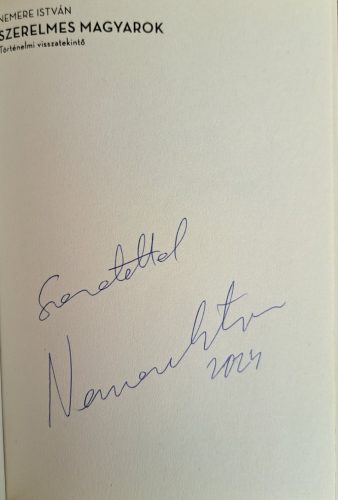 NEMERE ISTVÁN
SZERELMES MAGYAROK
Történelmi visszatekintő
Szeretettel
Nemere István
2024